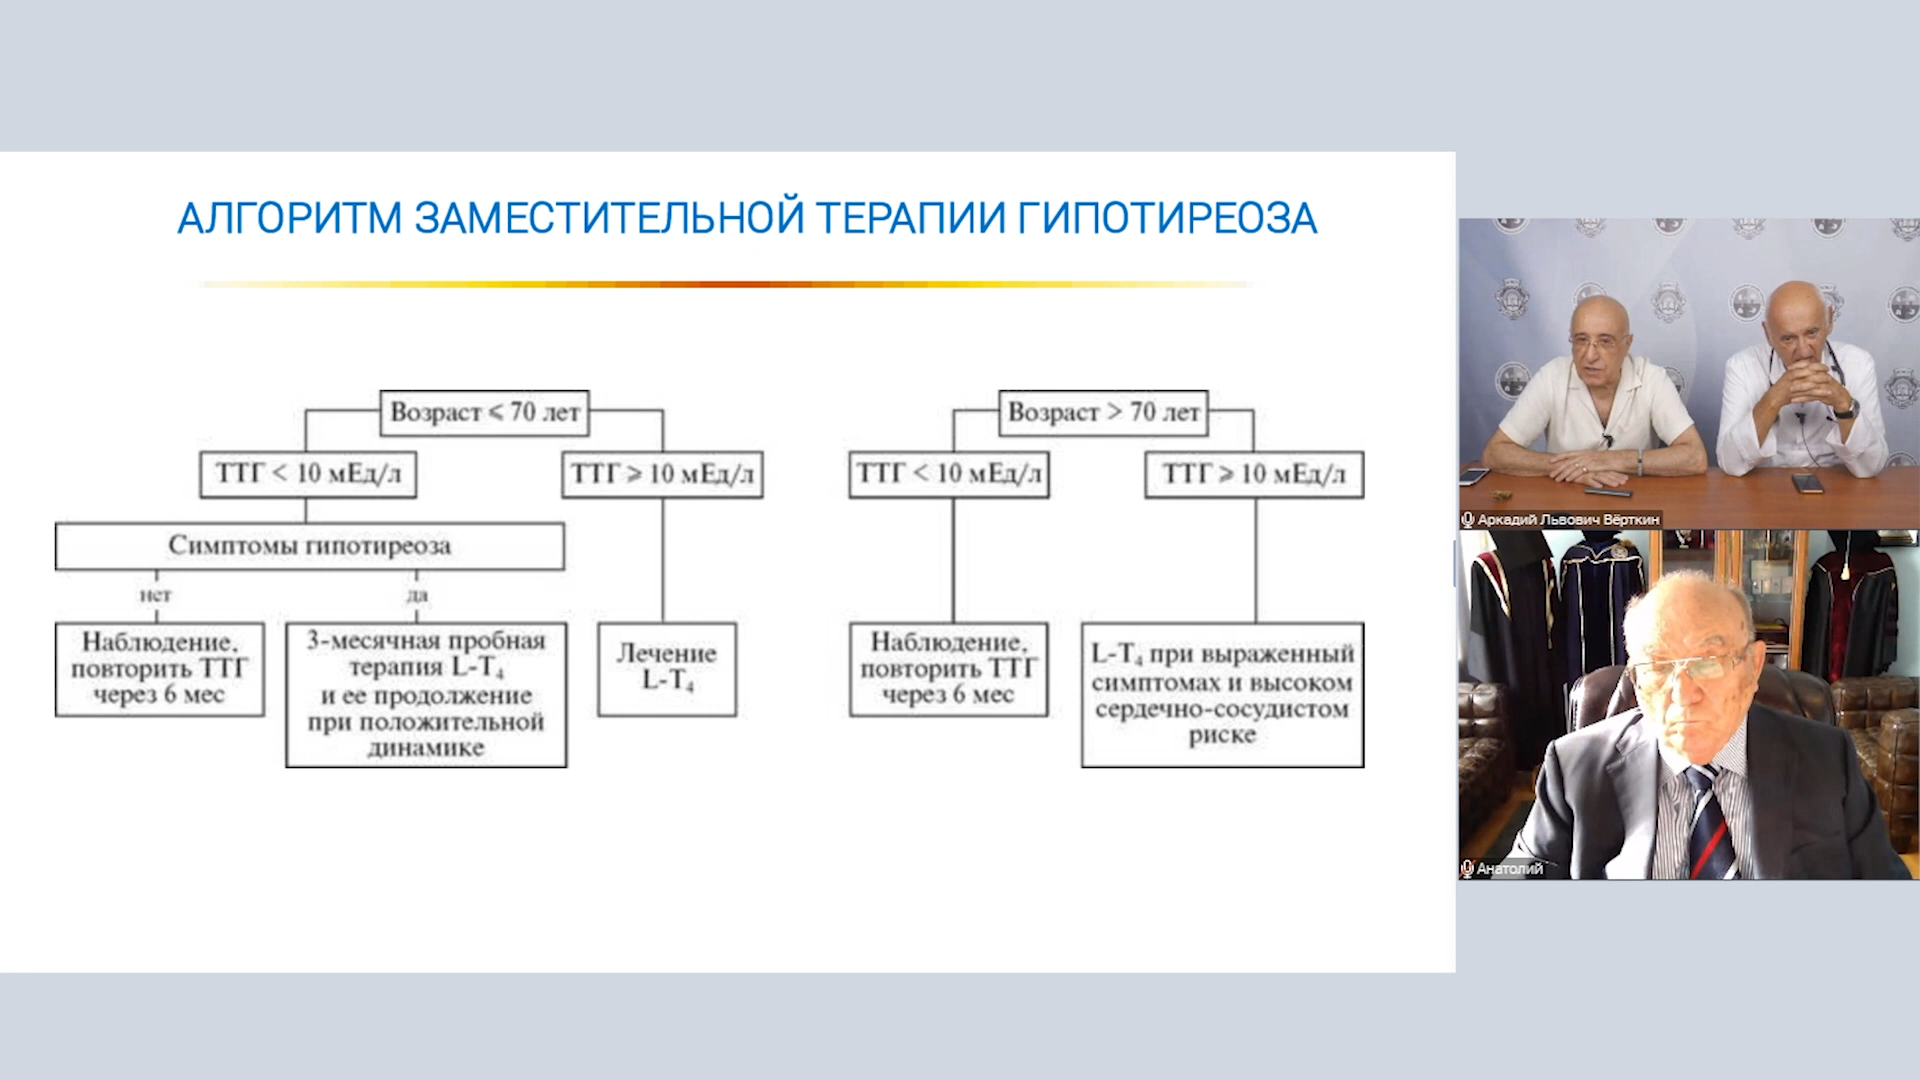 АЛГОРИТМ ЗАМЕСТИТЕЛЬНОЙ ТЕРАПИИ ГИПОТИРЕОЗА
Возраст ⩽ 70 лет
ТТГ < 10 мЕд/л
ТТГ ⩾ 10 мЕд/л
Симптомы гипотиреоза
нет
да
Наблюдение,
повторить ТТГ
через 6 мес
3-месячная пробная
терапия L-T₄
и ее продолжение
при положительной
динамике
Лечение
L-T₄
Возраст > 70 лет
ТТГ < 10 мЕд/л
ТТГ ⩾ 10 мЕд/л
Наблюдение,
повторить ТТГ
через 6 мес
L-T₄ при выраженный
симптомах и высоком
сердечно-сосудистом
риске
Аркадий Львович Вёрткин
Анатолий